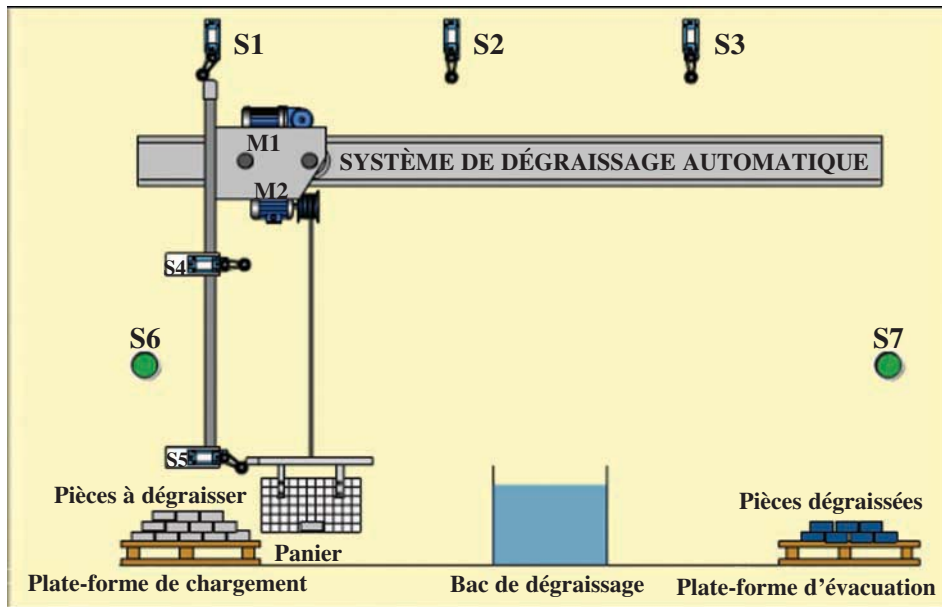 S1
S2
S3
M1
SYSTÈME DE DÉGRAISSAGE AUTOMATIQUE
M2
S4
S6
S7
S5
Pièces à dégraisser
Pièces dégraissées
Panier
Plate-forme de chargement
Bac de dégraissage
Plate-forme d’évacuation